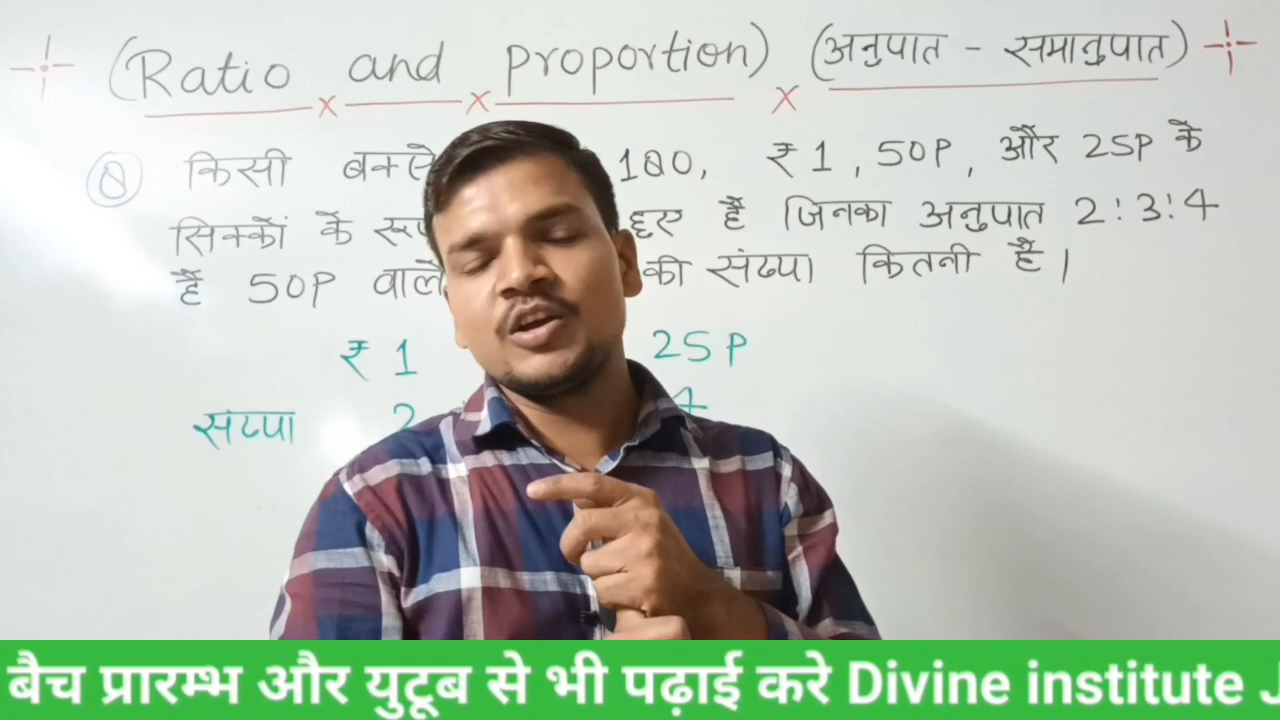 (Ratio and proportion) (अनुपात - समानुपात)
Q किसी 180, ₹1, 50P, और 25P के
सिक्कों के हुए हैं जिनका अनुपात 2:3:4
है 50P वाले की संख्या कितनी है।
₹1 25P
संख्या 2 4
बैच प्रारम्भ और युटूब से भी पढ़ाई करे Divine institute